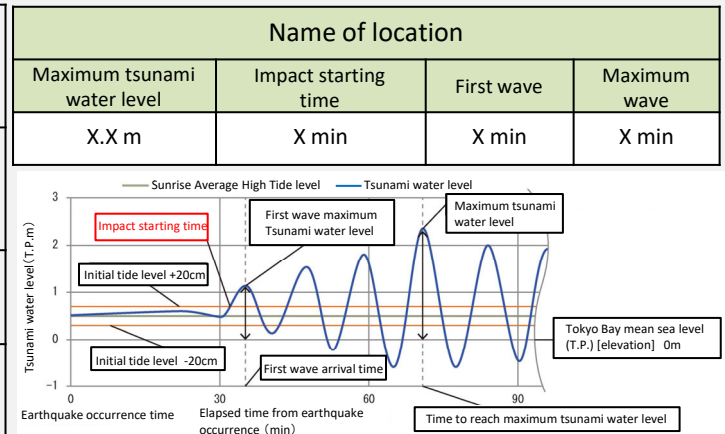 Name of location
Maximum tsunami
water level
Impact starting
time
First wave
Maximum
wave
X.X m
X min
X min
X min
Sunrise Average High Tide level
Tsunami water level
3
2
1
0
-1
Tsunami water level(T.P.m)
Impact starting time
First wave maximum
Tsunami water level
Maximum tsunami
water level
Initial tide level +20cm
Initial tide level -20cm
First wave arrival time
Tokyo Bay mean sea level
(T.P.) [elevation] 0m
0
30
60
90
Earthquake occurrence time
Elapsed time from earthquake
occurrence (min)
Time to reach maximum tsunami water level